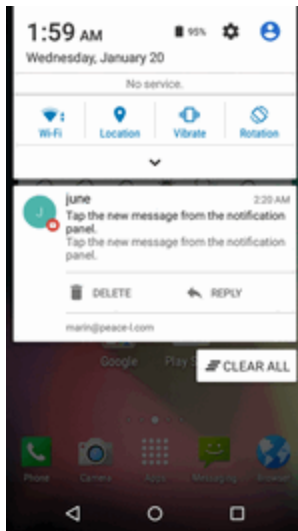 1:59 AM
95%
Wednesday, January 20
No service.
Wi-Fi
Location
Vibrate
Rotation
J
june
2:20 AM
Tap the new message from the notification
panel.
Tap the new message from the notification
panel.
DELETE
REPLY
marin@peace-l.com
Google
Play S
CLEAR ALL
Phone
Camera
Apps
Messaging
Browser